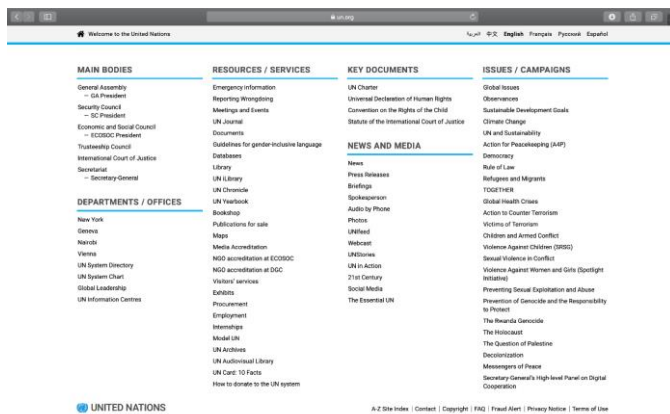 un.org
Welcome to the United Nations
العربية 中文 English Français Русский Español
MAIN BODIES
General Assembly
– GA President
Security Council
– SC President
Economic and Social Council
– ECOSOC President
Trusteeship Council
International Court of Justice
Secretariat
– Secretary-General
DEPARTMENTS / OFFICES
New York
Geneva
Nairobi
Vienna
UN System Directory
UN System Chart
Global Leadership
UN Information Centres
RESOURCES / SERVICES
Emergency information
Reporting Wrongdoing
Meetings and Events
UN Journal
Documents
Guidelines for gender-inclusive language
Databases
Library
UN iLibrary
UN Chronicle
UN Yearbook
Bookshop
Publications for sale
Maps
Media Accreditation
NGO accreditation at ECOSOC
NGO accreditation at DGC
Visitors' services
Exhibits
Procurement
Employment
Internships
Model UN
UN Archives
UN Audiovisual Library
UN Card: 10 Facts
How to donate to the UN system
KEY DOCUMENTS
UN Charter
Universal Declaration of Human Rights
Convention on the Rights of the Child
Statute of the International Court of Justice
NEWS AND MEDIA
News
Press Releases
Briefings
Spokesperson
Audio by Phone
Photos
UNifeed
Webcast
UNStories
UN in Action
21st Century
Social Media
The Essential UN
ISSUES / CAMPAIGNS
Global Issues
Observances
Sustainable Development Goals
Climate Change
UN and Sustainability
Action for Peacekeeping (A4P)
Democracy
Rule of Law
Refugees and Migrants
TOGETHER
Global Health Crises
Action to Counter Terrorism
Victims of Terrorism
Children and Armed Conflict
Violence Against Children (SRSG)
Sexual Violence in Conflict
Violence Against Women and Girls (Spotlight
Initiative)
Preventing Sexual Exploitation and Abuse
Prevention of Genocide and the Responsibility
to Protect
The Rwanda Genocide
The Holocaust
The Question of Palestine
Decolonization
Messengers of Peace
Secretary-General's High-level Panel on Digital
Cooperation
UNITED NATIONS
A-Z Site Index | Contact | Copyright | FAQ | Fraud Alert | Privacy Notice | Terms of Use